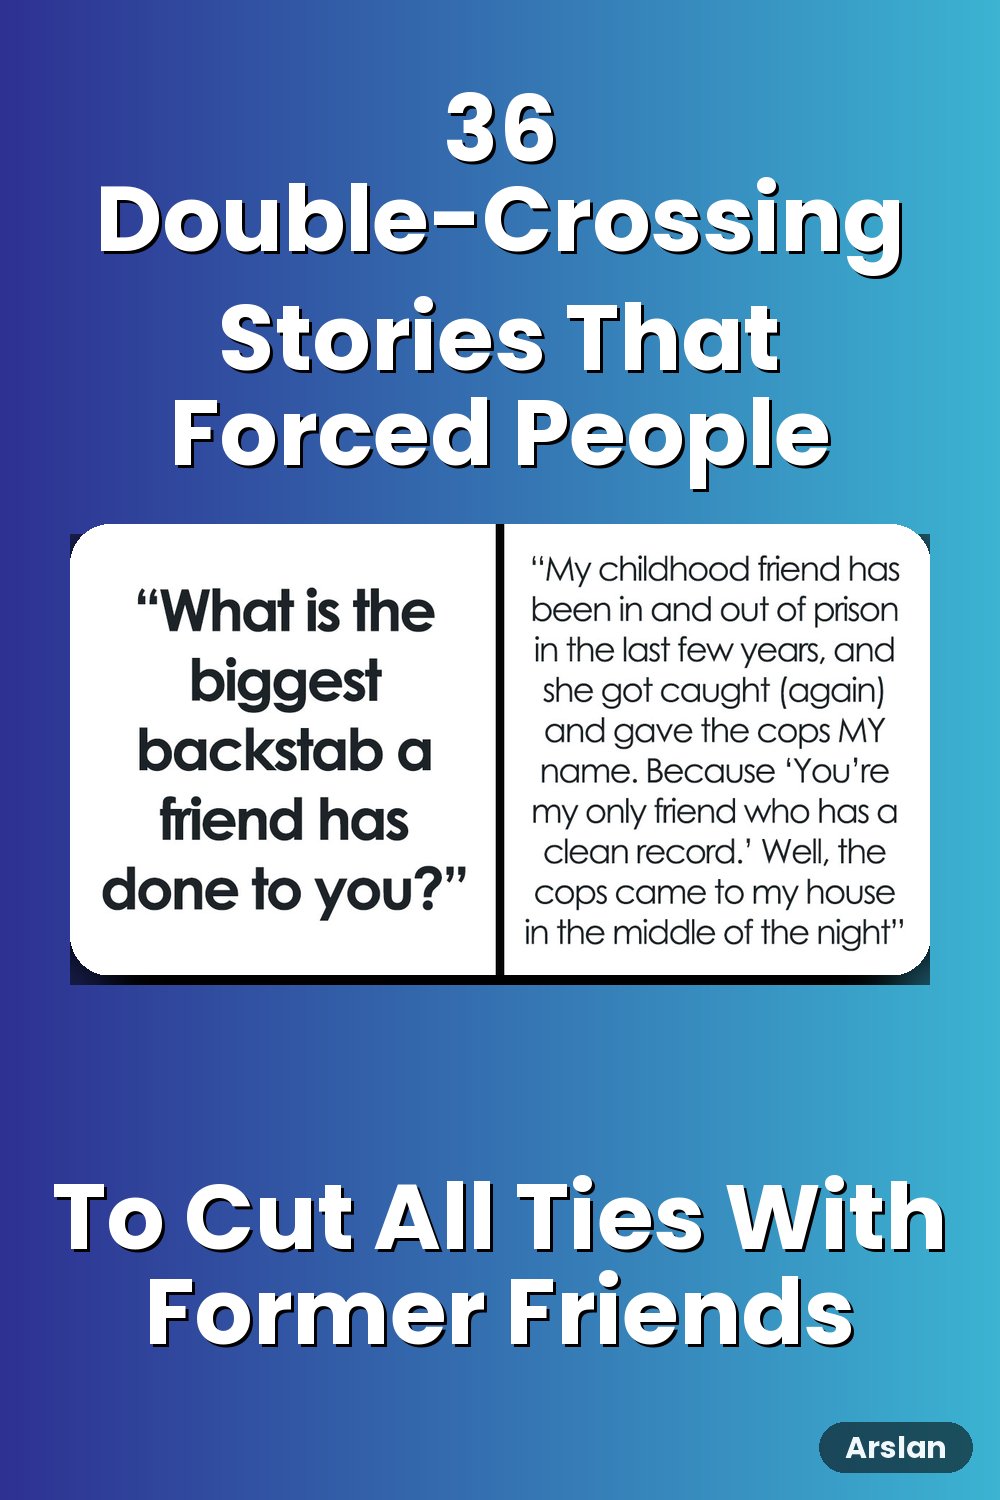 36
Double-Crossing
Stories That
Forced People
“What is the
biggest
backstab a
friend has
done to you?”
“My childhood friend has
been in and out of prison
in the last few years, and
she got caught (again)
and gave the cops MY
name. Because ‘You’re
my only friend who has a
clean record.’ Well, the
cops came to my house
in the middle of the night”
To Cut All Ties With
Former Friends
Arslan